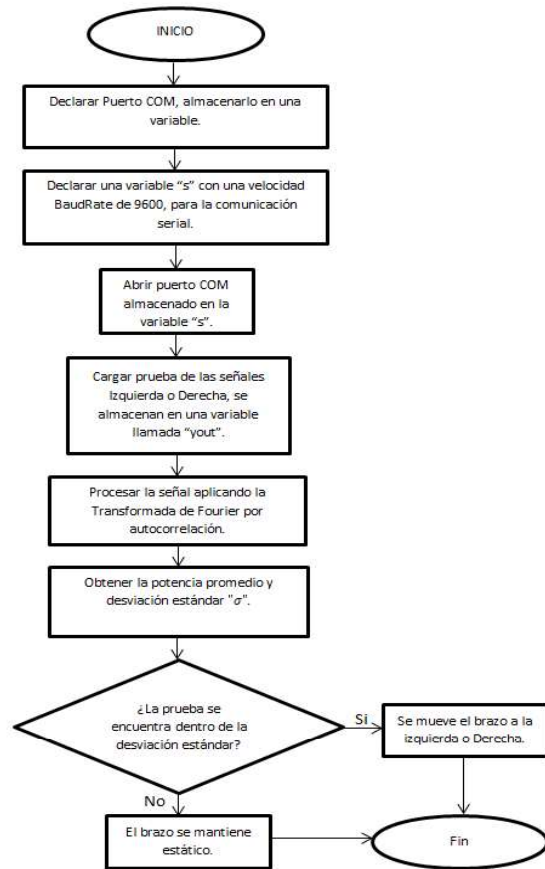 INICIO
Declarar Puerto COM, almacenarlo en una
variable.
Declarar una variable “s” con una velocidad
BaudRate de 9600, para la comunicación
serial.
Abrir puerto COM
almacenado en la
variable “s”.
Cargar prueba de las señales
Izquierda o Derecha, se
almacenan en una variable
llamada “yout”.
Procesar la señal aplicando la
Transformada de Fourier por
autocorrelación.
Obtener la potencia promedio y
desviación estándar "σ".
¿La prueba se
encuentra dentro de la
desviación estándar?
Si
Se mueve el brazo a la
izquierda o Derecha.
No
El brazo se mantiene
estático.
Fin